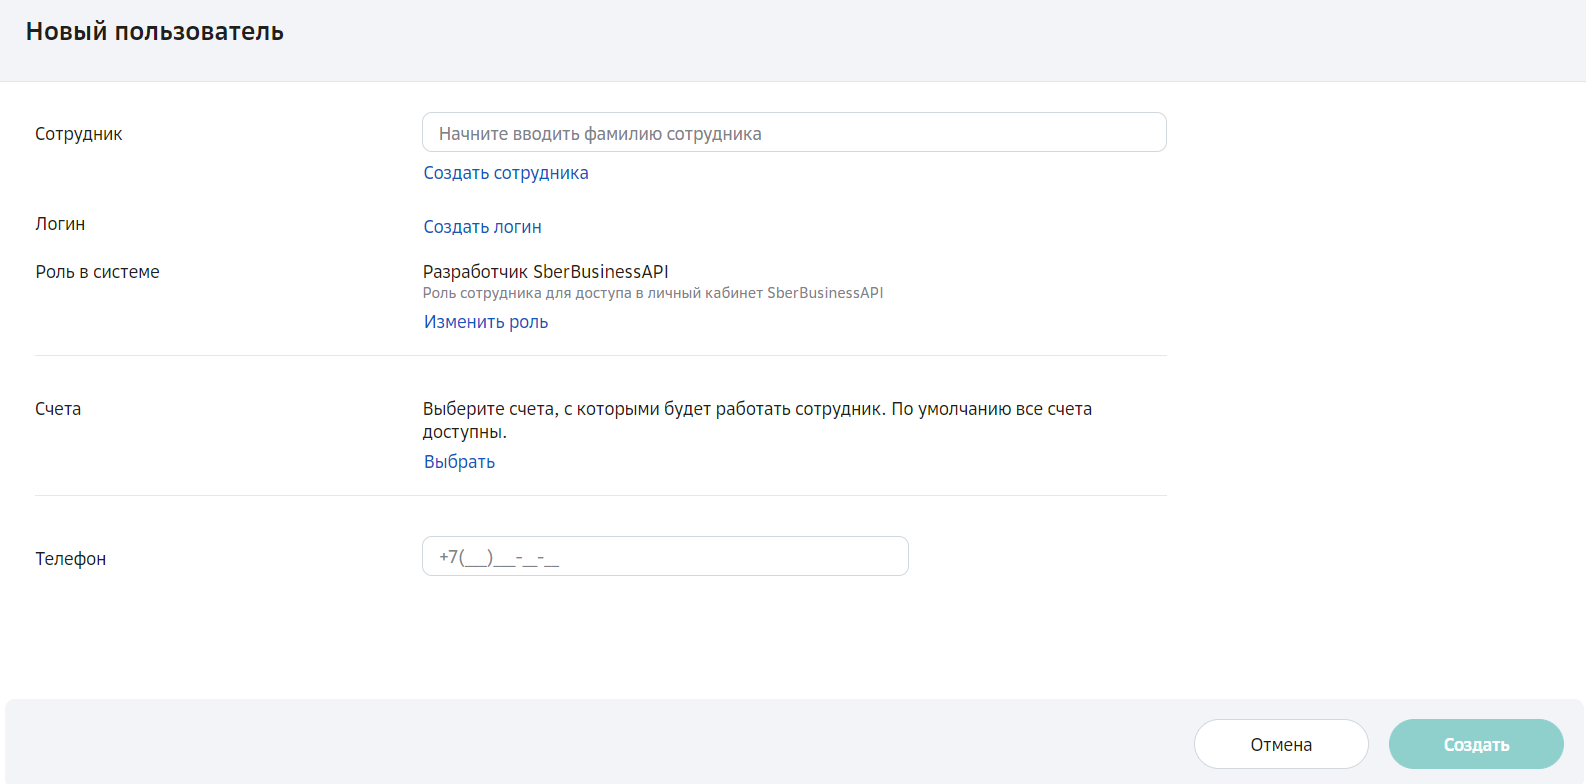 Новый пользователь
Сотрудник
Начните вводить фамилию сотрудника
Создать сотрудника
Логин
Создать логин
Роль в системе
Разработчик SberBusinessAPI
Роль сотрудника для доступа в личный кабинет SberBusinessAPI
Изменить роль
Счета
Выберите счета, с которыми будет работать сотрудник. По умолчанию все счета
доступны.
Выбрать
Телефон
+7(___)___-__-__
Отмена
Создать